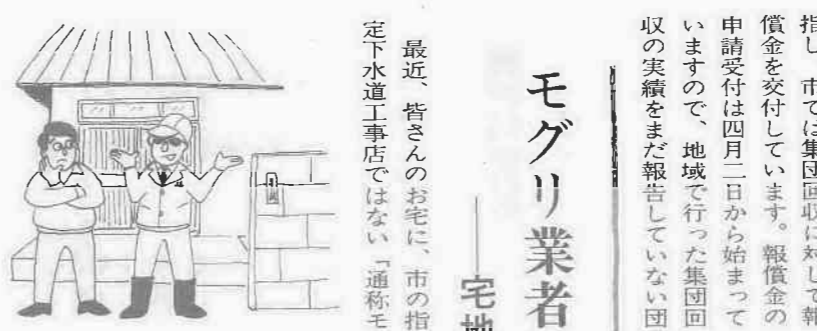 指し、市では集団回収に対して報
償金を交付しています。報償金の
申請受付は四月二日から始まって
いますので、地域で行った集団回
収の実績をまだ報告していない団
モグリ業者
──宅地
最近、皆さんのお宅に、市の指
定下水道工事店ではない「通称モ